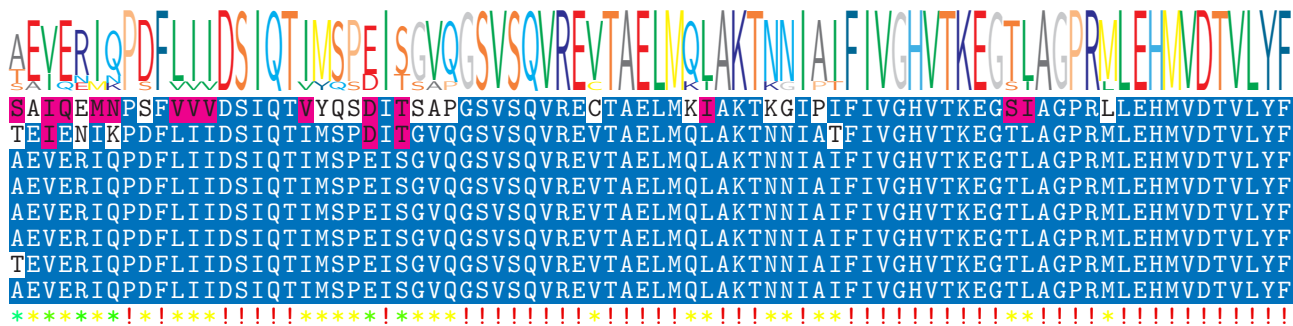 AEVERIQPDFLIIDSIQTIMSPEISGVQGSVSQVREVTAELMQLAKTNNIAIFIVGHVTKEGTLAGPRMLEHMVDTVLYF
SAIQEMNPSFVVVDSIQTVYQSDITSAPGSVSQVRECTAELMKIAKTKGIPIFIVGHVTKEGSIAGPRLLEHMVDTVLYF
TEIENIKPDFLIIDSIQTIMSPDITGVQGSVSQVREVTAELMQLAKTNNIATFIVGHVTKEGTLAGPRMLEHMVDTVLYF
AEVERIQPDFLIIDSIQTIMSPEISGVQGSVSQVREVTAELMQLAKTNNIAIFIVGHVTKEGTLAGPRMLEHMVDTVLYF
AEVERIQPDFLIIDSIQTIMSPEISGVQGSVSQVREVTAELMQLAKTNNIAIFIVGHVTKEGTLAGPRMLEHMVDTVLYF
AEVERIQPDFLIIDSIQTIMSPEISGVQGSVSQVREVTAELMQLAKTNNIAIFIVGHVTKEGTLAGPRMLEHMVDTVLYF
AEVERIQPDFLIIDSIQTIMSPEISGVQGSVSQVREVTAELMQLAKTNNIAIFIVGHVTKEGTLAGPRMLEHMVDTVLYF
TEVERIQPDFLIIDSIQTIMSPEISGVQGSVSQVREVTAELMQLAKTNNIAIFIVGHVTKEGTLAGPRMLEHMVDTVLYF
AEVERIQPDFLIIDSIQTIMSPEISGVQGSVSQVREVTAELMQLAKTNNIAIFIVGHVTKEGTLAGPRMLEHMVDTVLYF
*******!*!***!!!!!*****!****!!!!!!!!*!!!!!**!!!**!**!!!!!!!!!!**!!!!*!!!!!!!!!!!